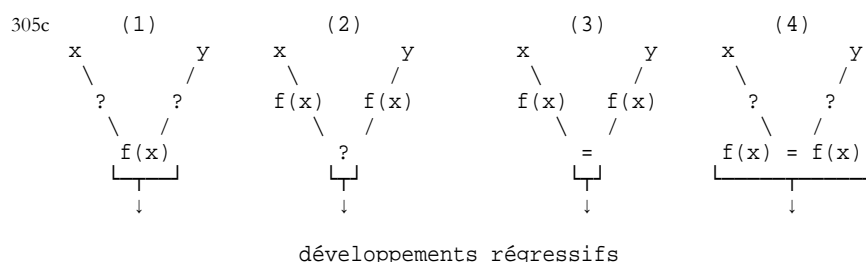 305c (1) (2) (3) (4)
x y x y x y x y
\ / \ / \ / \ /
? ? f(x) f(x) f(x) f(x) ? ?
\ / \ / \ / \ /
f(x) ? = f(x) = f(x)
↓ ↓ ↓ ↓
développements régressifs